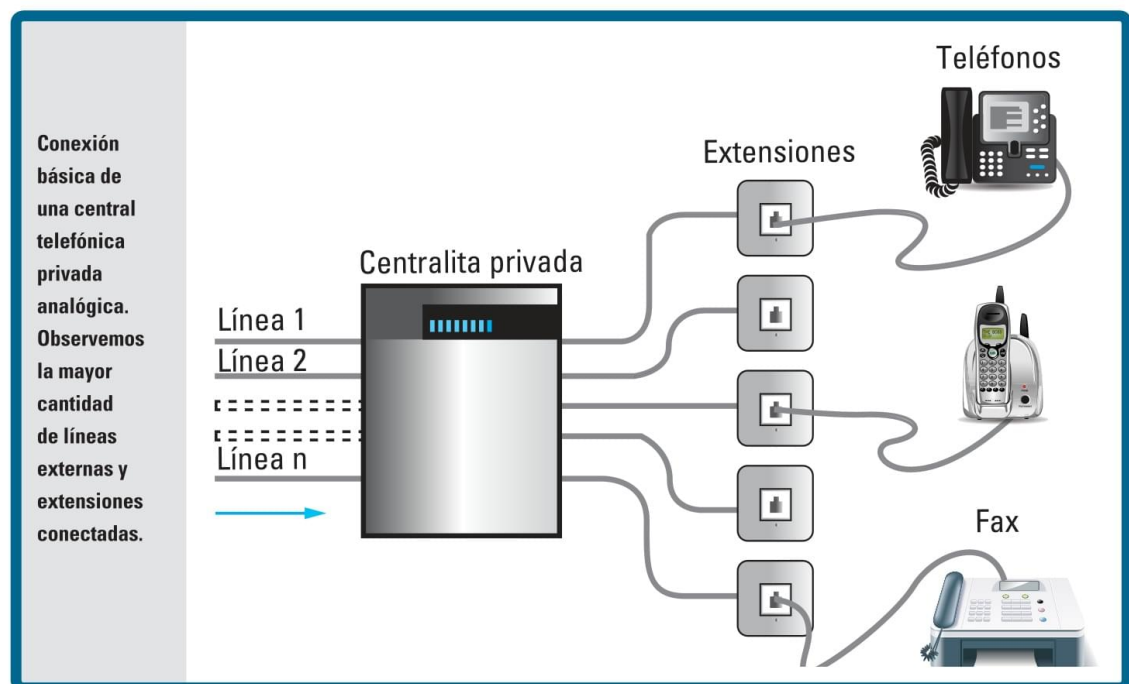 Conexión
básica de
una central
telefónica
privada
analógica.
Observemos
la mayor
cantidad
de líneas
externas y
extensiones
conectadas.
Teléfonos
Extensiones
Centralita privada
Línea 1
Línea 2
Línea n
Fax